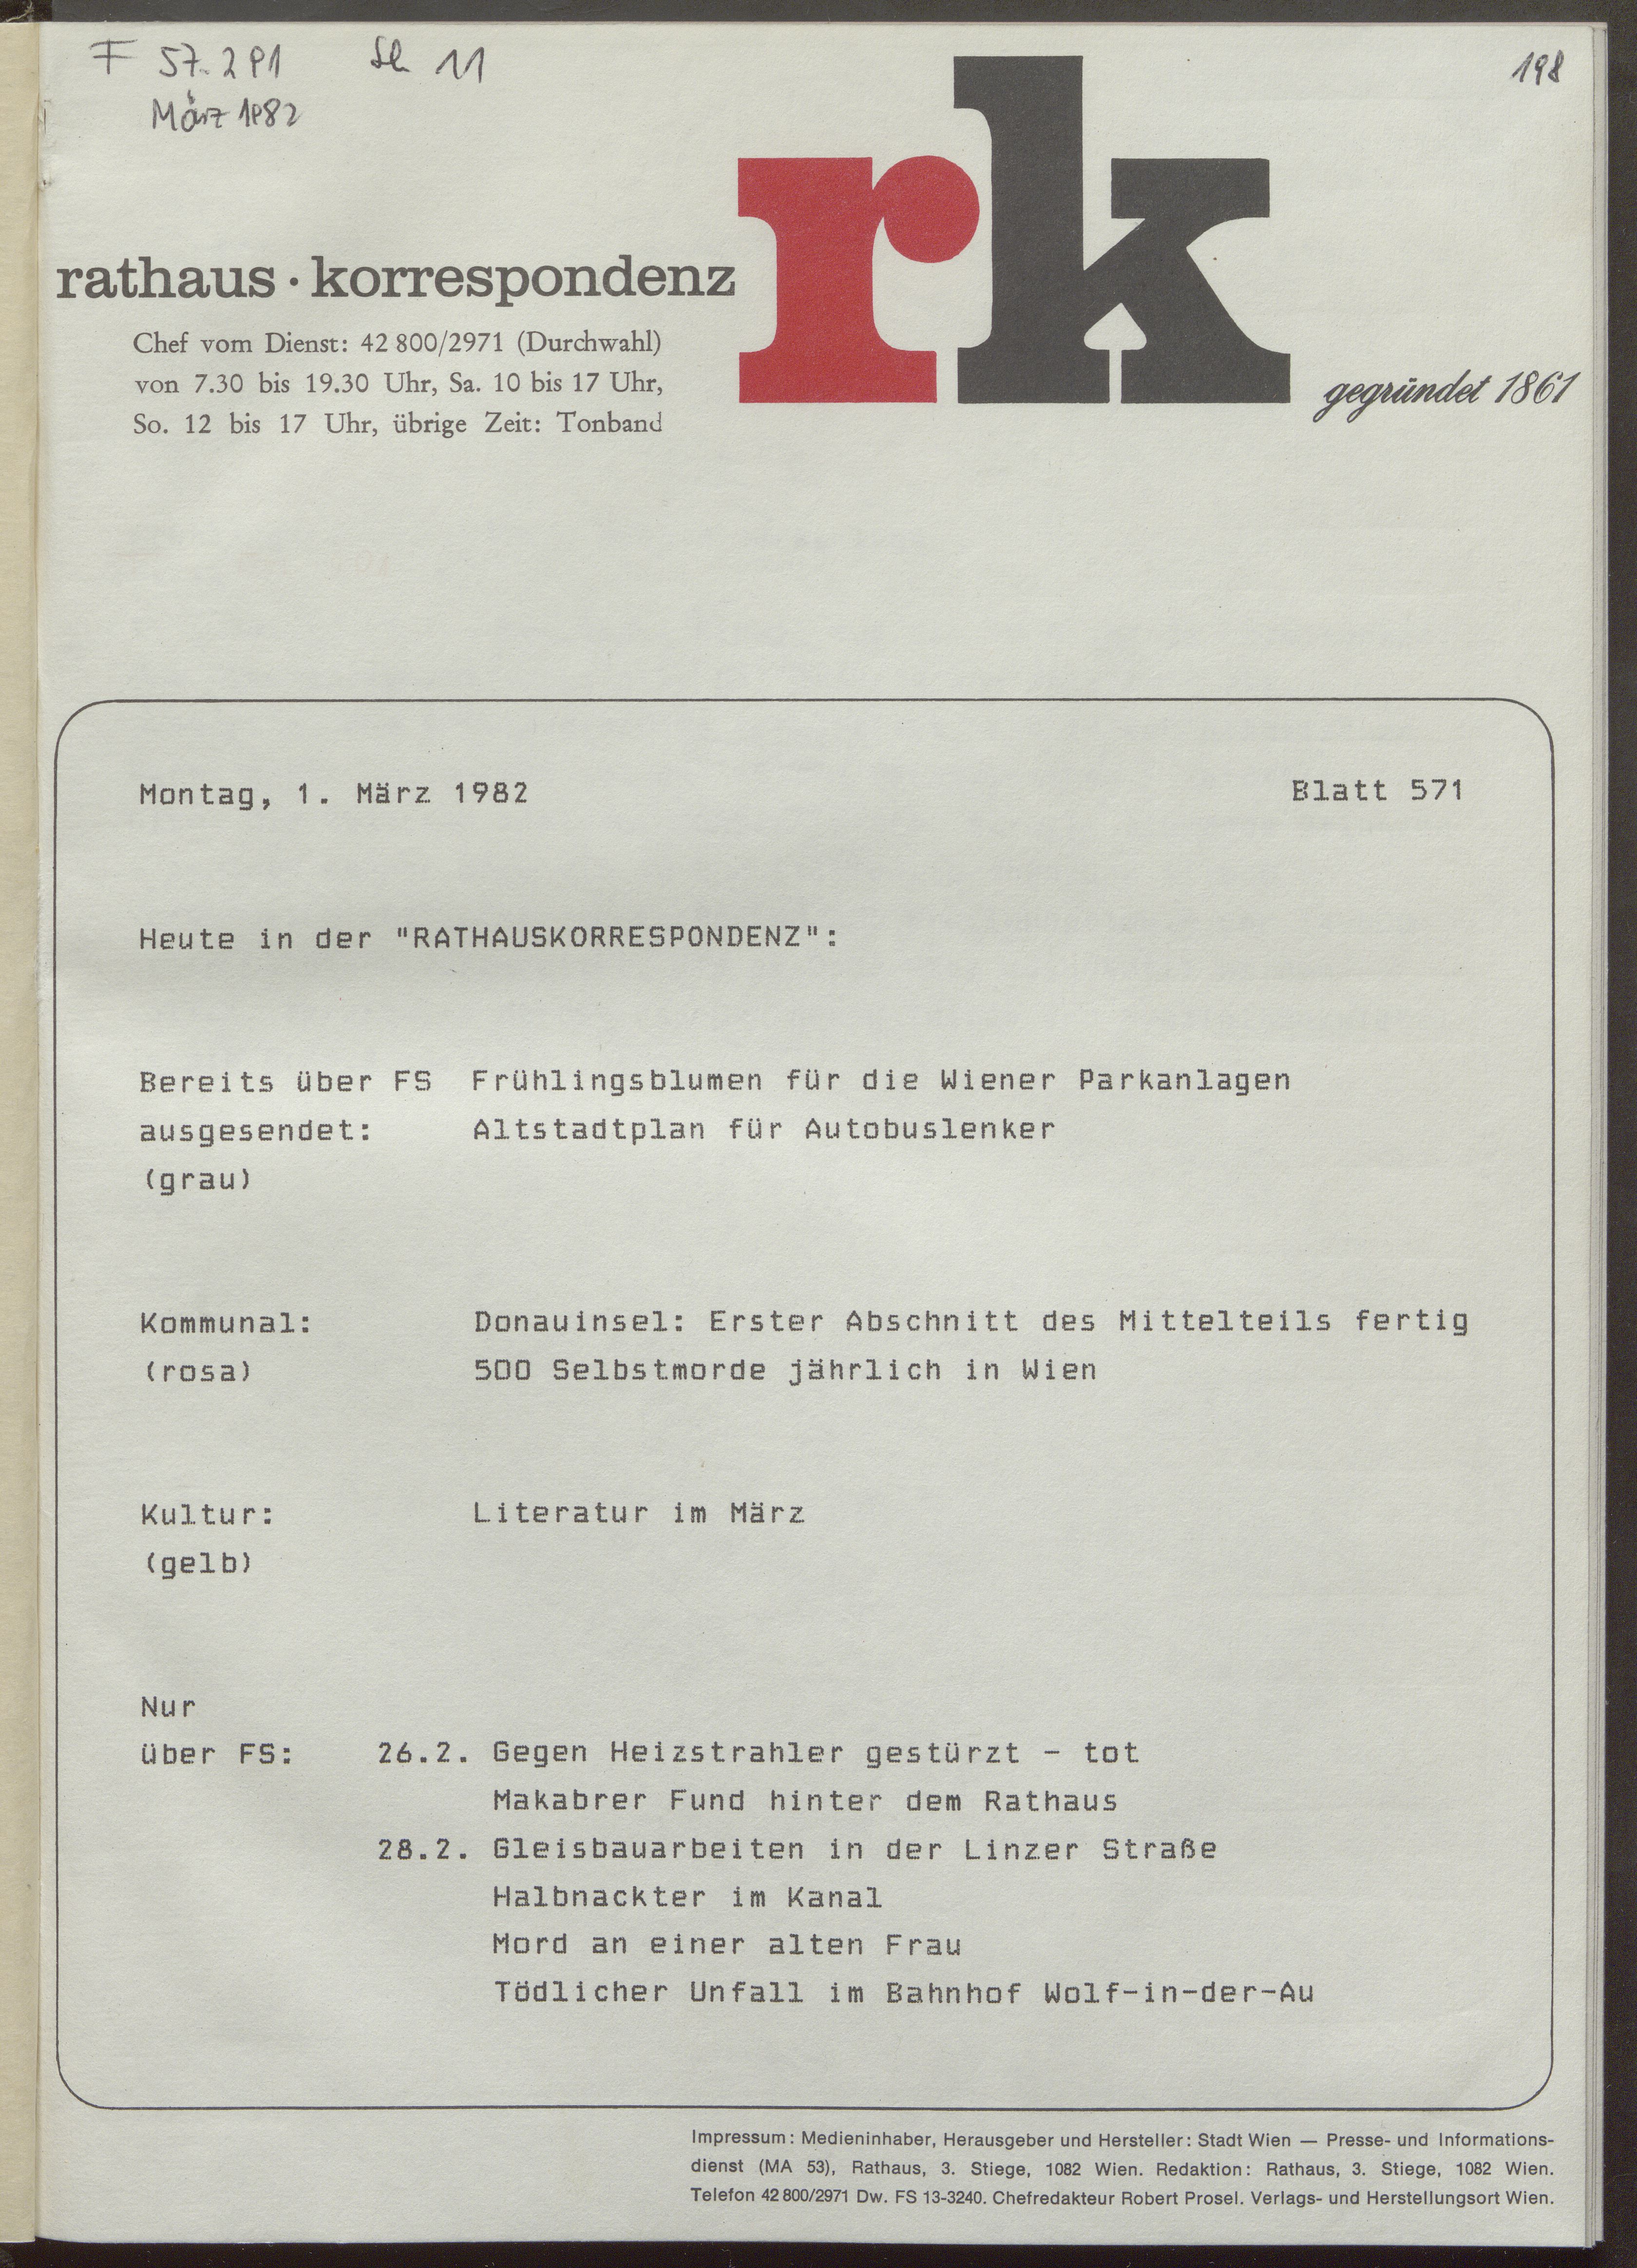 F 57.291 11
März 1982
198
rk
rathaus · korrespondenz
Chef vom Dienst: 42 800/2971 (Durchwahl)
von 7.30 bis 19.30 Uhr, Sa. 10 bis 17 Uhr,
So. 12 bis 17 Uhr, übrige Zeit: Tonband
gegründet 1861
Montag, 1. März 1982 Blatt 571
Heute in der "RATHAUSKORRESPONDENZ":
Bereits über FS Frühlingsblumen für die Wiener Parkanlagen
ausgesendet: Altstadtplan für Autobuslenker
(grau)
Kommunal: Donauinsel: Erster Abschnitt des Mittelteils fertig
(rosa) 500 Selbstmorde jährlich in Wien
Kultur: Literatur im März
(gelb)
Nur
über FS: 26.2. Gegen Heizstrahler gestürzt - tot
Makabrer Fund hinter dem Rathaus
28.2. Gleisbauarbeiten in der Linzer Straße
Halbnackter im Kanal
Mord an einer alten Frau
Tödlicher Unfall im Bahnhof Wolf-in-der-Au
Impressum: Medieninhaber, Herausgeber und Hersteller: Stadt Wien — Presse- und Informations-
dienst (MA 53), Rathaus, 3. Stiege, 1082 Wien. Redaktion: Rathaus, 3. Stiege, 1082 Wien.
Telefon 42 800/2971 Dw. FS 13-3240. Chefredakteur Robert Prosel. Verlags- und Herstellungsort Wien.